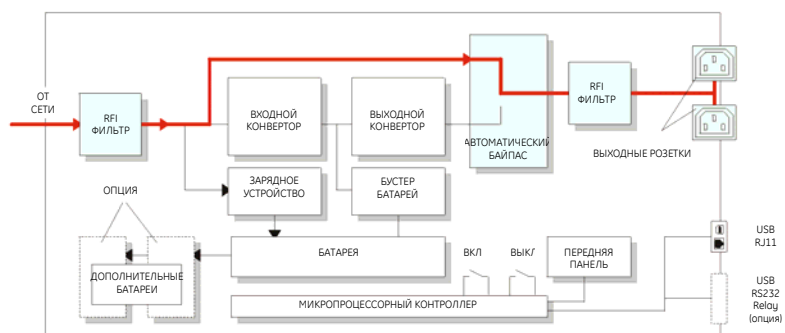 ОТ
СЕТИ
RFI
ФИЛЬТР
ВХОДНОЙ
КОНВЕРТОР
ВЫХОДНОЙ
КОНВЕРТОР
АВТОМАТИЧЕСКИЙ
БАЙПАС
RFI
ФИЛЬТР
ВЫХОДНЫЕ РОЗЕТКИ
ОПЦИЯ
ЗАРЯДНОЕ
УСТРОЙСТВО
БУСТЕР
БАТАРЕЙ
БАТАРЕЯ
ДОПОЛНИТЕЛЬНЫЕ
БАТАРЕИ
ВКЛ
ВЫКЛ
ПЕРЕДНЯЯ
ПАНЕЛЬ
МИКРОПРОЦЕССОРНЫЙ КОНТРОЛЛЕР
USB
RJ11
USB
RS232
Relay
(опция)